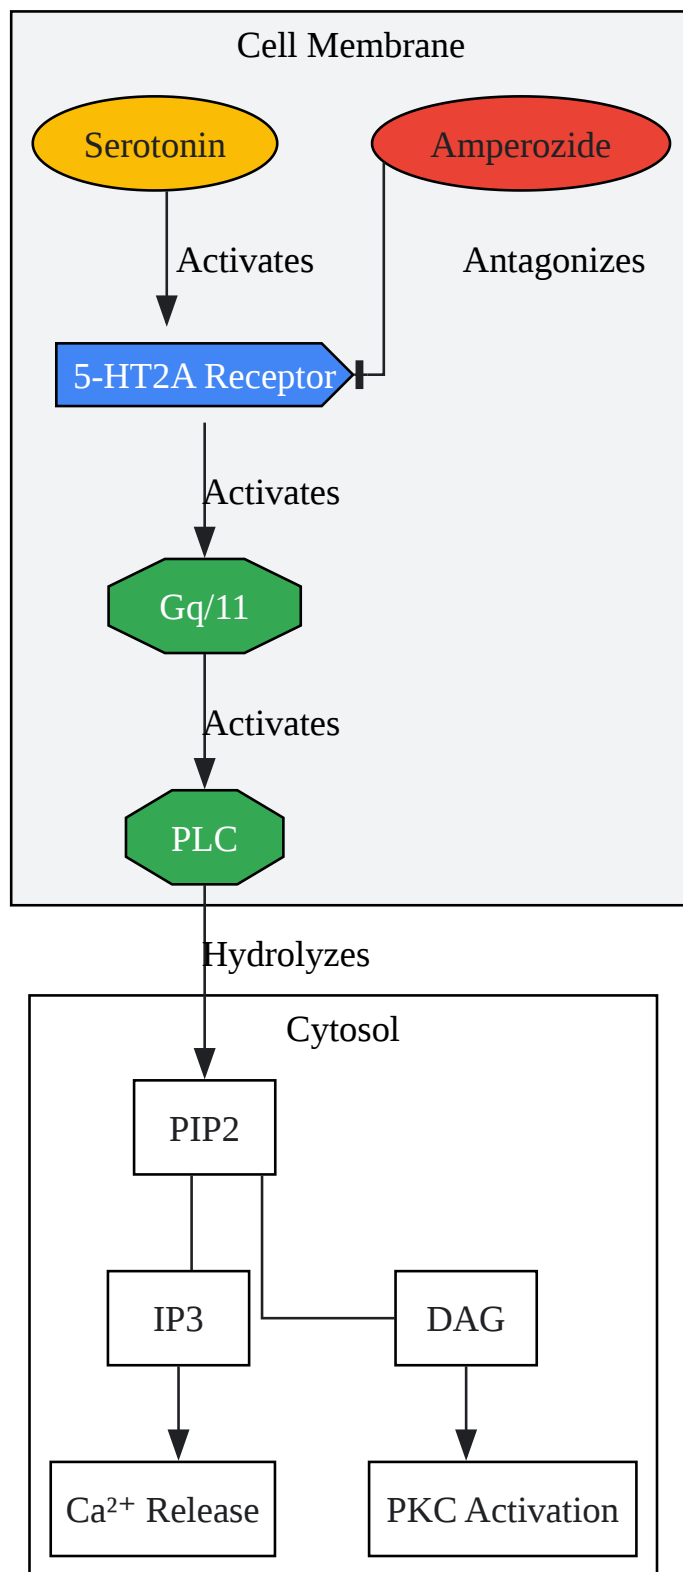 Cell Membrane
Serotonin
Amperozide
Activates
Antagonizes
5-HT2A Receptor
Activates
Gq/11
Activates
PLC
Hydrolyzes
Cytosol
PIP2
IP3
DAG
Ca²⁺ Release
PKC Activation